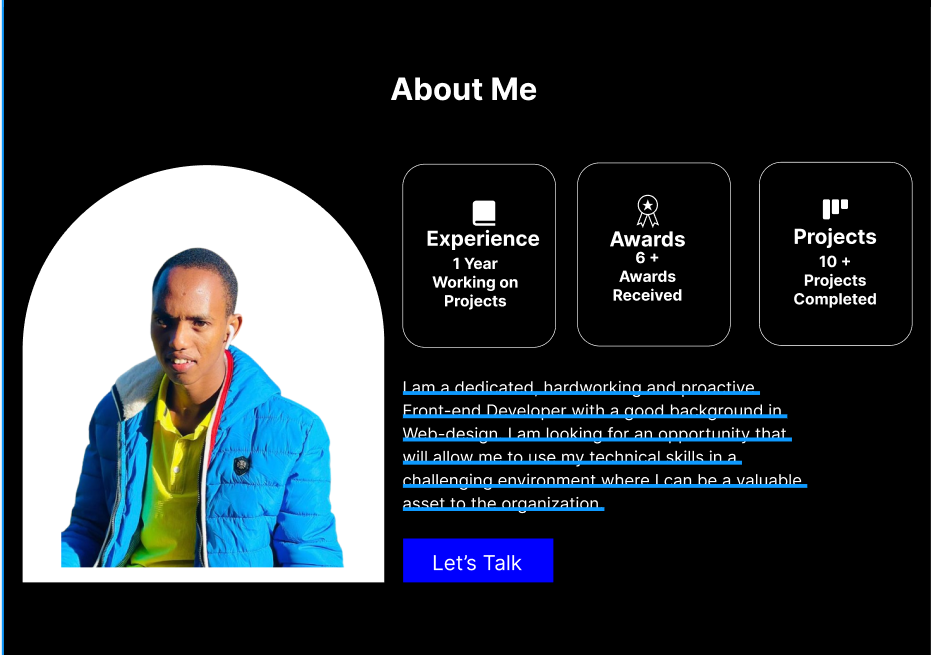 About Me
Experience
1 Year
Working on
Projects
Awards
6 +
Awards
Received
Projects
10 +
Projects
Completed
I am a dedicated, hardworking and proactive
Front-end Developer with a good background in
Web-design. I am looking for an opportunity that
will allow me to use my technical skills in a
challenging environment where I can be a valuable
asset to the organization.
Let’s Talk